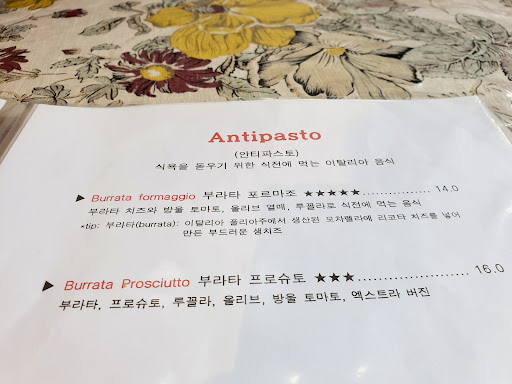 Antipasto
(안티파스토)
식욕을 돋우기 위한 식전에 먹는 이탈리아 음식
▶ Burrata formaggio 부라타 포르마조 ★★★★★................ 14.0
부라타 치즈와 방울 토마토, 올리브 열매, 루꼴라로 식전에 먹는 음식
*tip: 부라타(burrata): 이탈리아 풀리아주에서 생산된 모짜렐라에 리코타 치즈를 넣어
만든 부드러운 생치즈
▶ Burrata Prosciutto 부라타 프로슈토 ★★★...................... 16.0
부라타, 프로슈토, 루꼴라, 올리브, 방울 토마토, 엑스트라 버진